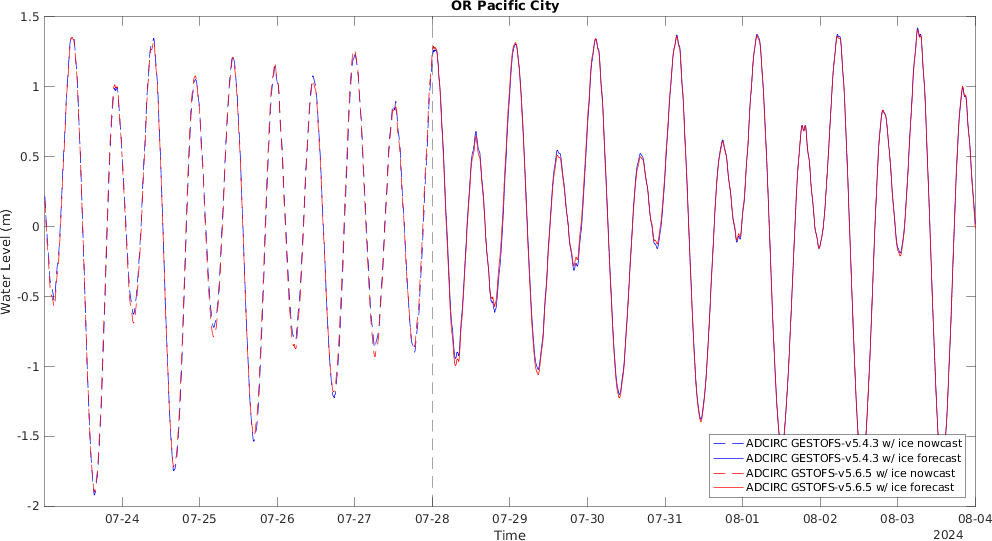 OR Pacific City
1.5
1
0.5
0
-0.5
-1
-1.5
-2
Water Level (m)
ADCIRC GESTOFS-v5.4.3 w/ ice nowcast
ADCIRC GESTOFS-v5.4.3 w/ ice forecast
ADCIRC GSTOFS-v5.6.5 w/ ice nowcast
ADCIRC GSTOFS-v5.6.5 w/ ice forecast
07-24 07-25 07-26 07-27 07-28 07-29 07-30 07-31 08-01 08-02 08-03 08-04
Time
2024